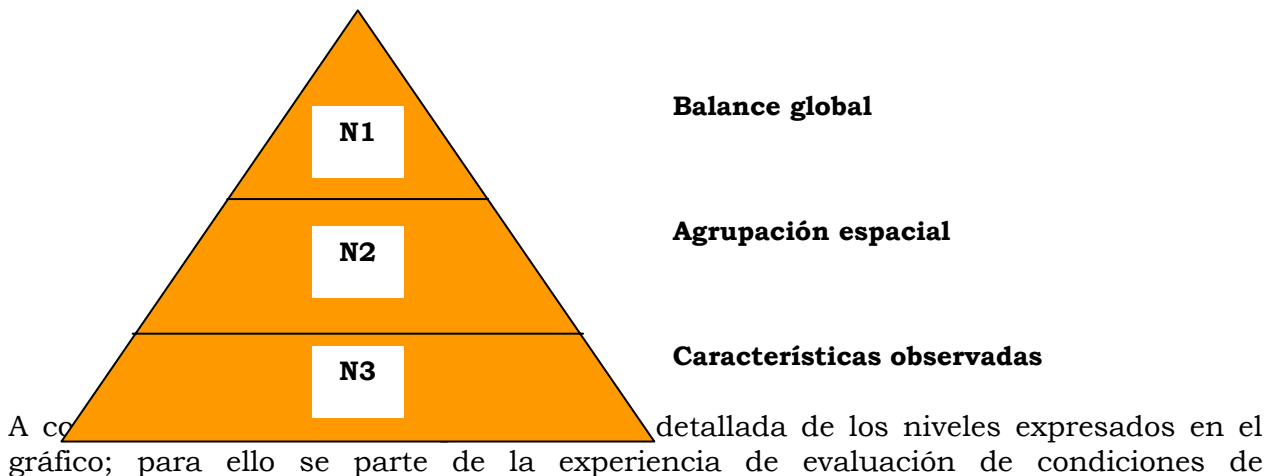 Balance global
N1
Agrupación espacial
N2
Características observadas
N3
A co detallada de los niveles expresados en el
gráfico; para ello se parte de la experiencia de evaluación de condiciones de